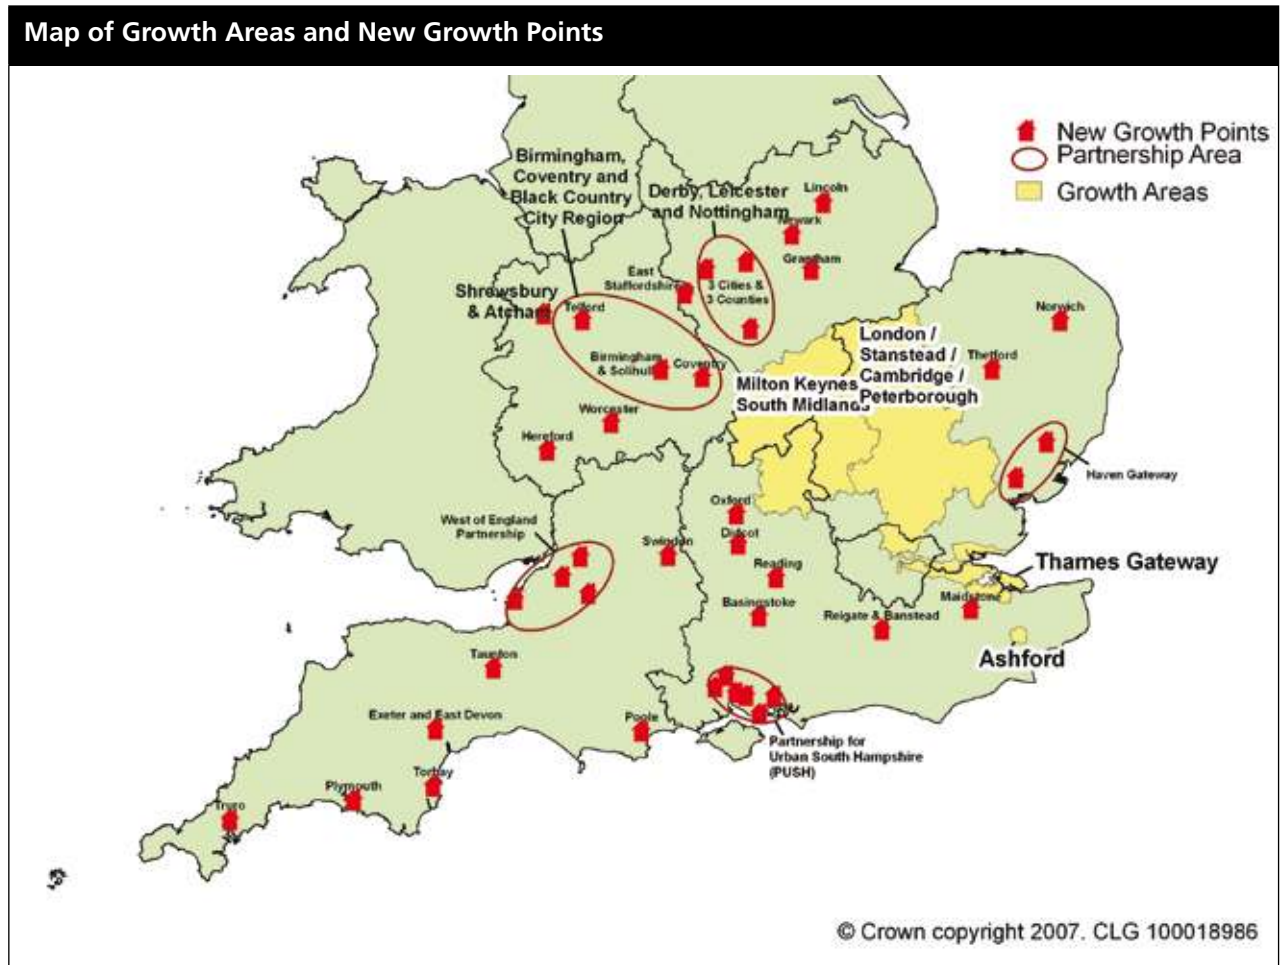 Map of Growth Areas and New Growth Points
New Growth Points
Partnership Area
Growth Areas
Birmingham,
Coventry and
Black Country
City Region
Derby, Leicester
and Nottingham
Lincoln
Newark
Grantham
East
Staffordshire
3 Cities &
3 Counties
Shrewsbury
& Atcham
Telford
Birmingham
& Solihull
Coventry
Norwich
London /
Stanstead /
Cambridge /
Peterborough
Thetford
Milton Keynes
South Midlands
Worcester
Hereford
Haven Gateway
West of England
Partnership
Oxford
Didcot
Swindon
Reading
Thames Gateway
Basingstoke
Maidstone
Reigate & Banstead
Ashford
Taunton
Exeter and East Devon
Poole
Partnership for
Urban South Hampshire
(PUSH)
Torbay
Plymouth
Truro
© Crown copyright 2007. CLG 100018986